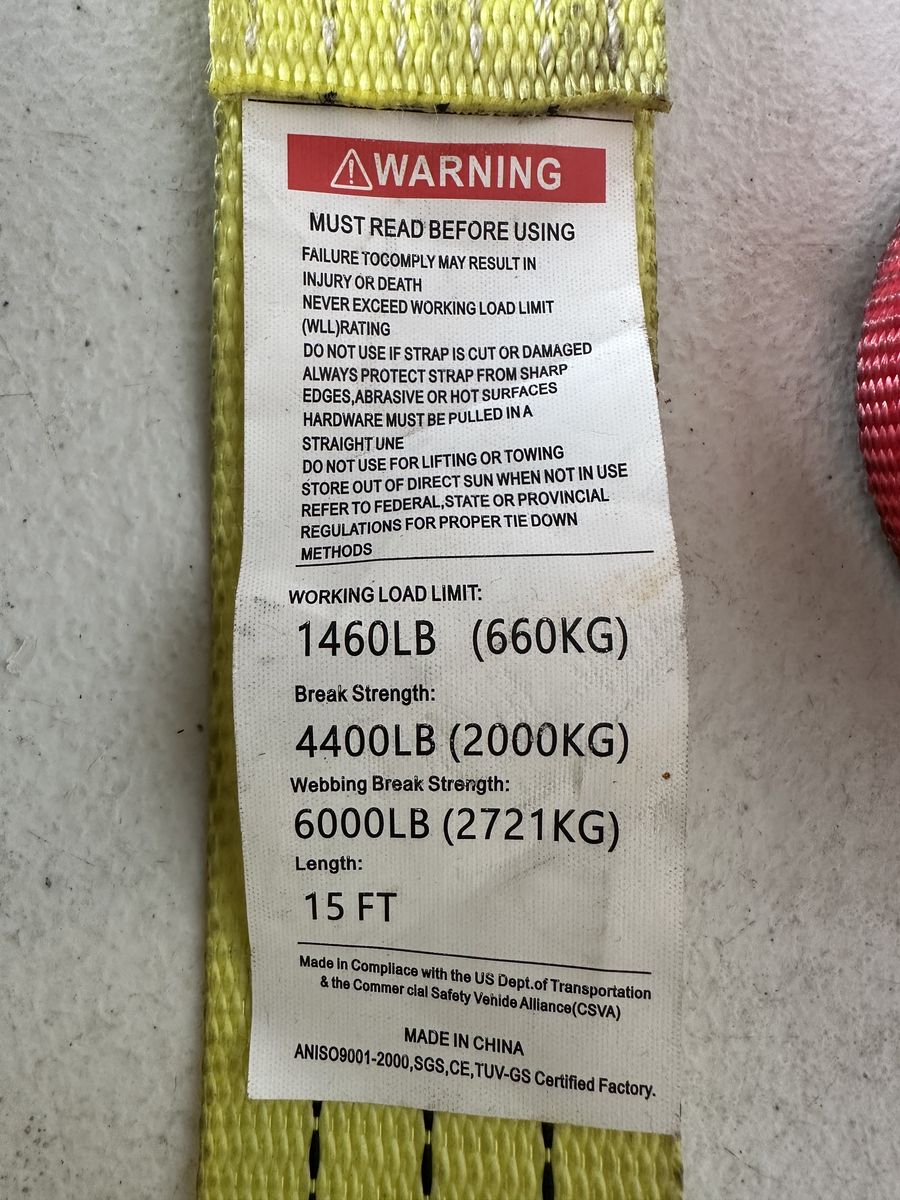 WARNING
MUST READ BEFORE USING
FAILURE TOCOMPLY MAY RESULT IN
INJURY OR DEATH
NEVER EXCEED WORKING LOAD LIMIT
(WLL)RATING
DO NOT USE IF STRAP IS CUT OR DAMAGED
ALWAYS PROTECT STRAP FROM SHARP
EDGES,ABRASIVE OR HOT SURFACES
HARDWARE MUST BE PULLED IN A
STRAIGHT UNE
DO NOT USE FOR LIFTING OR TOWING
STORE OUT OF DIRECT SUN WHEN NOT IN USE
REFER TO FEDERAL,STATE OR PROVINCIAL
REGULATIONS FOR PROPER TIE DOWN
METHODS
WORKING LOAD LIMIT:
1460LB (660KG)
Break Strength:
4400LB (2000KG)
Webbing Break Strength:
6000LB (2721KG)
Length:
15 FT
Made in Compliace with the US Dept.of Transportation
& the Commer cial Safety Venide Alliance(CSVA)
MADE IN CHINA
ANISO9001-2000,SGS,CE,TUV-GS Certified Factory.